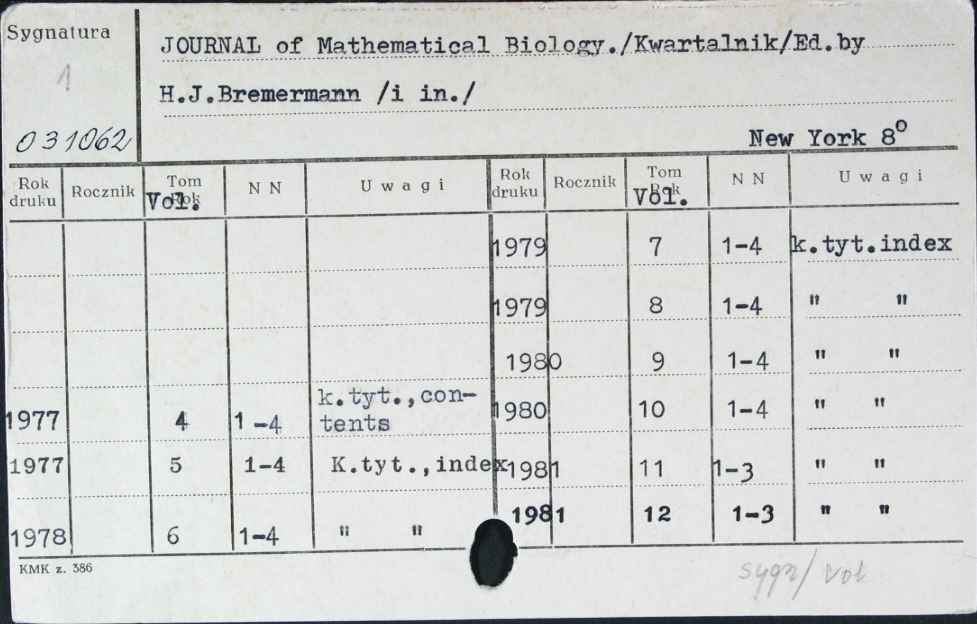 Sygnatura
1
031062
JOURNAL of Mathematical Biology./Kwartalnik/Ed.by
H.J.Bremermann /i in./
New York 8°
Rok druku Rocznik Tom Rok Vol. N N U w a g i Rok druku Rocznik Tom Rok Vol. N N U w a g i
1979 7 1-4 k.tyt.index
1979 8 1-4 " "
1980 9 1-4 " "
1977 4 1-4 k.tyt.,con-
tents
1980 10 1-4 " "
1977 5 1-4 K.tyt.,index
1981 11 1-3 " "
1978 6 1-4 " "
1981 12 1-3 " "
KMK z. 386
sygn/vol